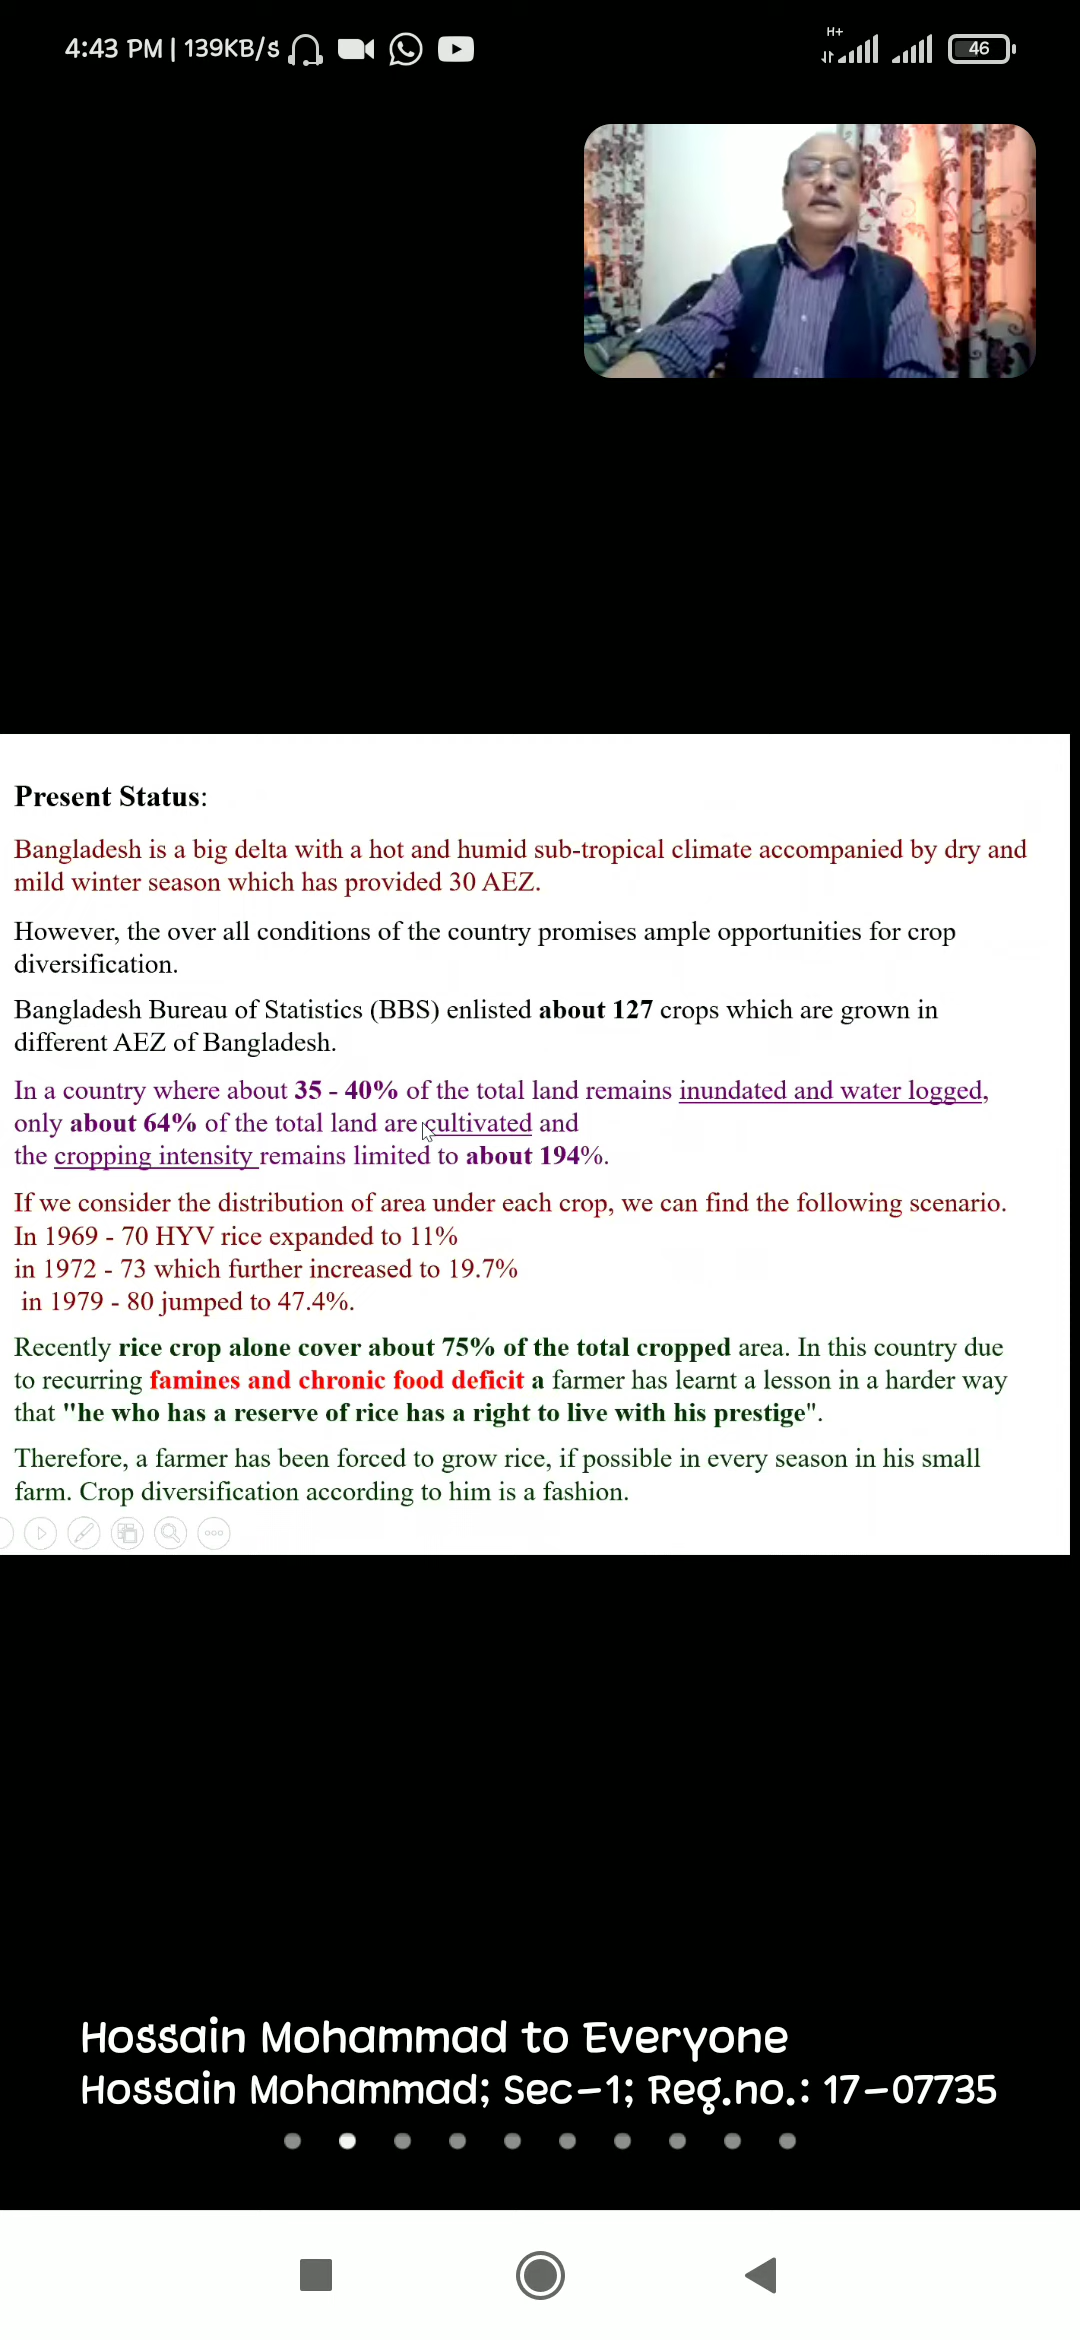 4:43 PM | 139KB/s
H+
46
Present Status:
Bangladesh is a big delta with a hot and humid sub-tropical climate accompanied by dry and
mild winter season which has provided 30 AEZ.
However, the over all conditions of the country promises ample opportunities for crop
diversification.
Bangladesh Bureau of Statistics (BBS) enlisted about 127 crops which are grown in
different AEZ of Bangladesh.
In a country where about 35 - 40% of the total land remains inundated and water logged,
only about 64% of the total land are cultivated and
the cropping intensity remains limited to about 194%.
If we consider the distribution of area under each crop, we can find the following scenario.
In 1969 - 70 HYV rice expanded to 11%
in 1972 - 73 which further increased to 19.7%
in 1979 - 80 jumped to 47.4%.
Recently rice crop alone cover about 75% of the total cropped area. In this country due
to recurring famines and chronic food deficit a farmer has learnt a lesson in a harder way
that "he who has a reserve of rice has a right to live with his prestige".
Therefore, a farmer has been forced to grow rice, if possible in every season in his small
farm. Crop diversification according to him is a fashion.
Hossain Mohammad to Everyone
Hossain Mohammad; Sec-1; Reg.no.: 17-07735